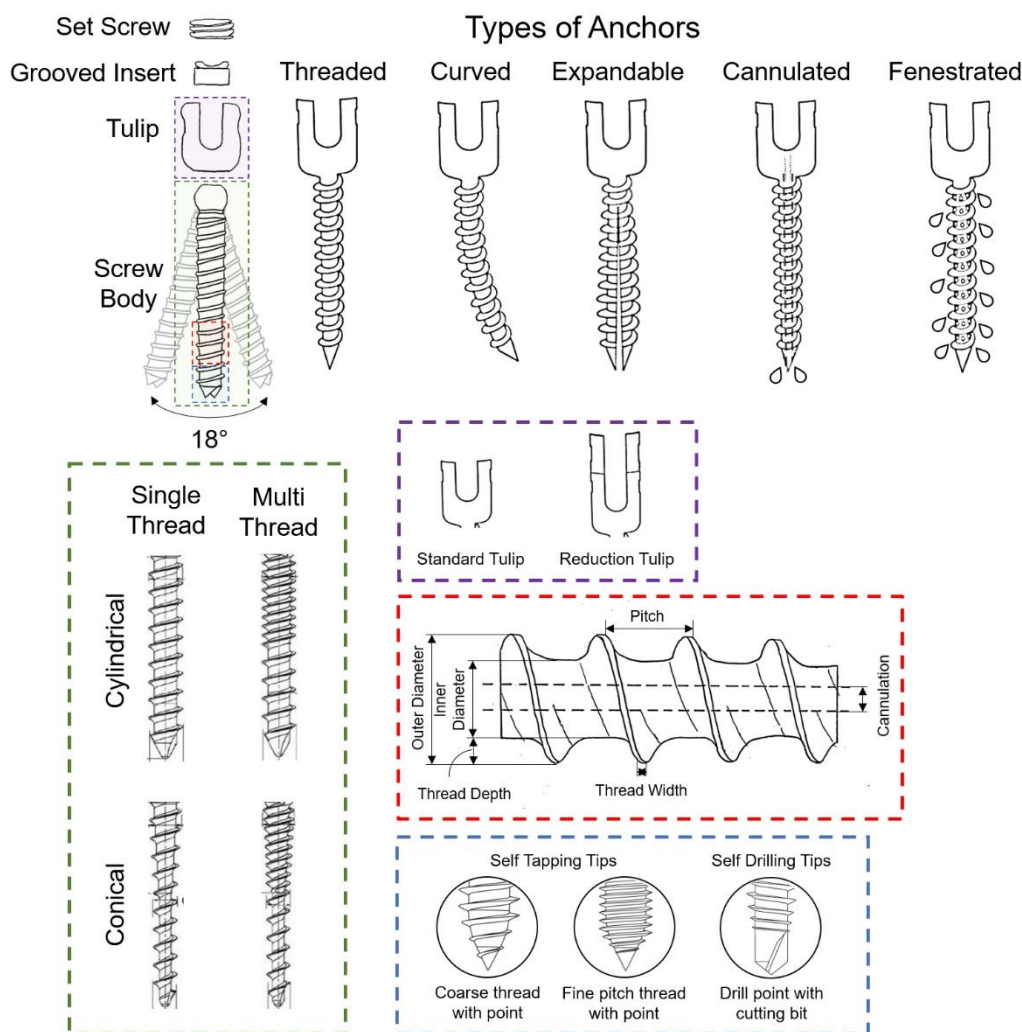 Types of Anchors
Set Screw
Grooved Insert
Tulip
Screw
Body
18°
Threaded
Curved
Expandable
Cannulated
Fenestrated
Single
Thread
Multi
Thread
Cylindrical
Conical
Standard Tulip
Reduction Tulip
Pitch
Outer Diameter
Inner
Diameter
Cannulation
Thread Depth
Thread Width
Self Tapping Tips
Self Drilling Tips
Coarse thread
with point
Fine pitch thread
with point
Drill point with
cutting bit